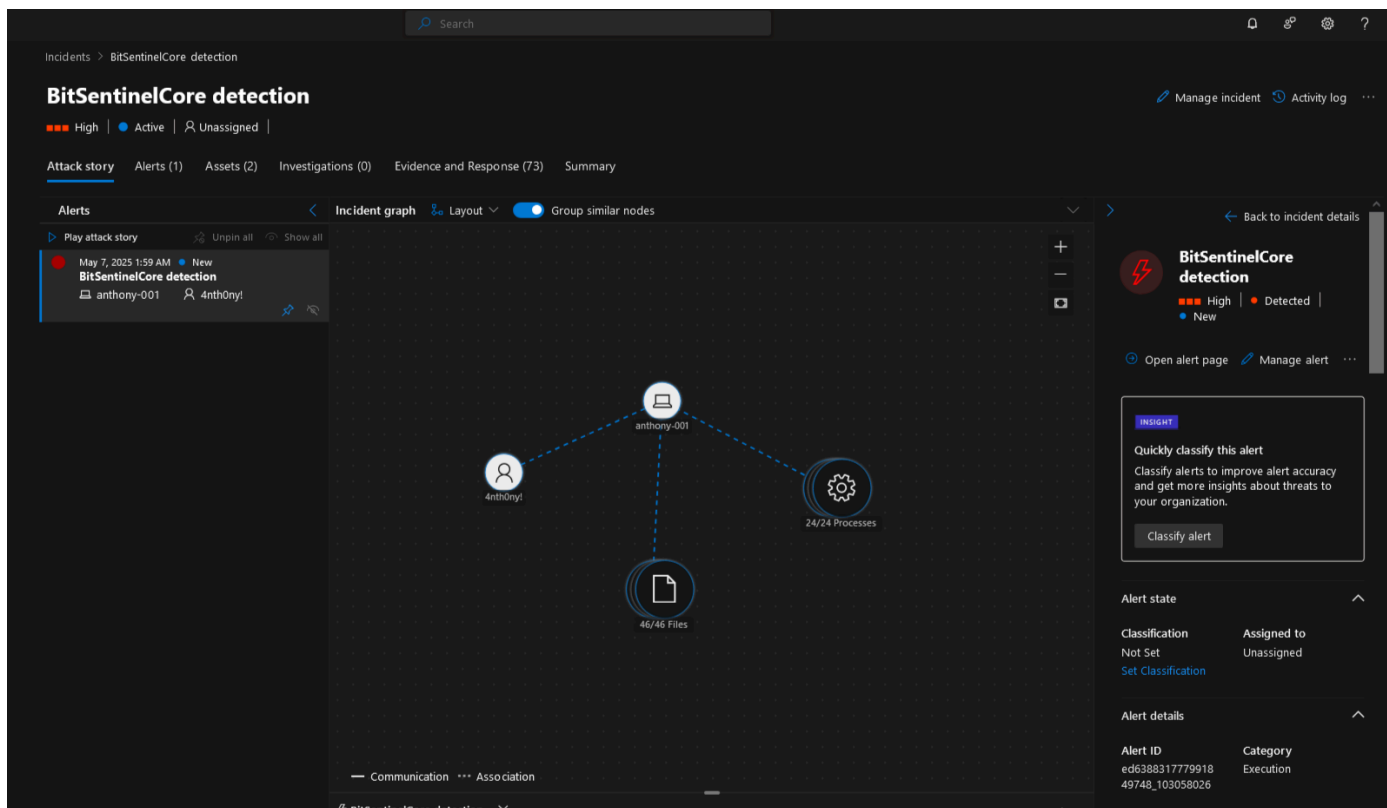 Search
Incidents > BitSentinelCore detection
BitSentinelCore detection
Manage incident
Activity log
High
Active
Unassigned
Attack story
Alerts (1)
Assets (2)
Investigations (0)
Evidence and Response (73)
Summary
Alerts
Play attack story
Unpin all
Show all
May 7, 2025 1:59 AM
New
BitSentinelCore detection
anthony-001
4nth0ny!
Incident graph
Layout
Group similar nodes
anthony-001
4nth0ny!
24/24 Processes
46/46 Files
Communication
Association
BitSentinelCore detection
Back to incident details
BitSentinelCore
detection
High
Detected
New
Open alert page
Manage alert
INSIGHT
Quickly classify this alert
Classify alerts to improve alert accuracy
and get more insights about threats to
your organization.
Classify alert
Alert state
Classification
Assigned to
Not Set
Unassigned
Set Classification
Alert details
Alert ID
Category
ed6388317779918
Execution
49748_103058026